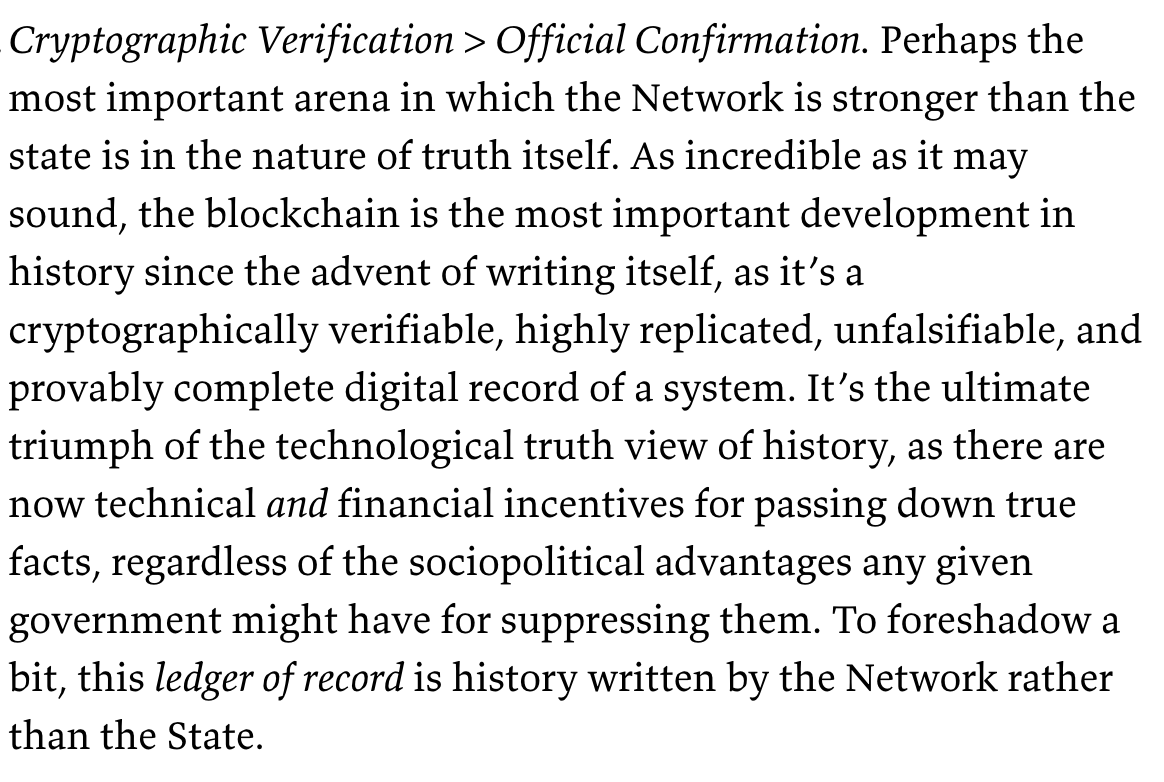 . Cryptographic Verification > Official Confirmation. Perhaps the
most important arena in which the Network is stronger than the
state is in the nature of truth itself. As incredible as it may
sound, the blockchain is the most important development in
history since the advent of writing itself, as it’s a
cryptographically verifiable, highly replicated, unfalsifiable, and
provably complete digital record of a system. It’s the ultimate
triumph of the technological truth view of history, as there are
now technical and financial incentives for passing down true
facts, regardless of the sociopolitical advantages any given
government might have for suppressing them. To foreshadow a
bit, this ledger of record is history written by the Network rather
than the State.